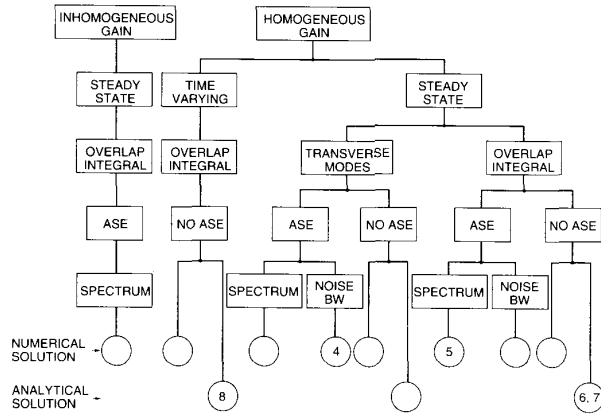 INHOMOGENEOUS
GAIN
HOMOGENEOUS
GAIN
STEADY
STATE
TIME
VARYING
STEADY
STATE
OVERLAP
INTEGRAL
OVERLAP
INTEGRAL
TRANSVERSE
MODES
OVERLAP
INTEGRAL
ASE
NO ASE
ASE
NO ASE
ASE
NO ASE
SPECTRUM
SPECTRUM
NOISE
BW
SPECTRUM
NOISE
BW
NUMERICAL
SOLUTION
4
5
ANALYTICAL
SOLUTION
8
6, 7